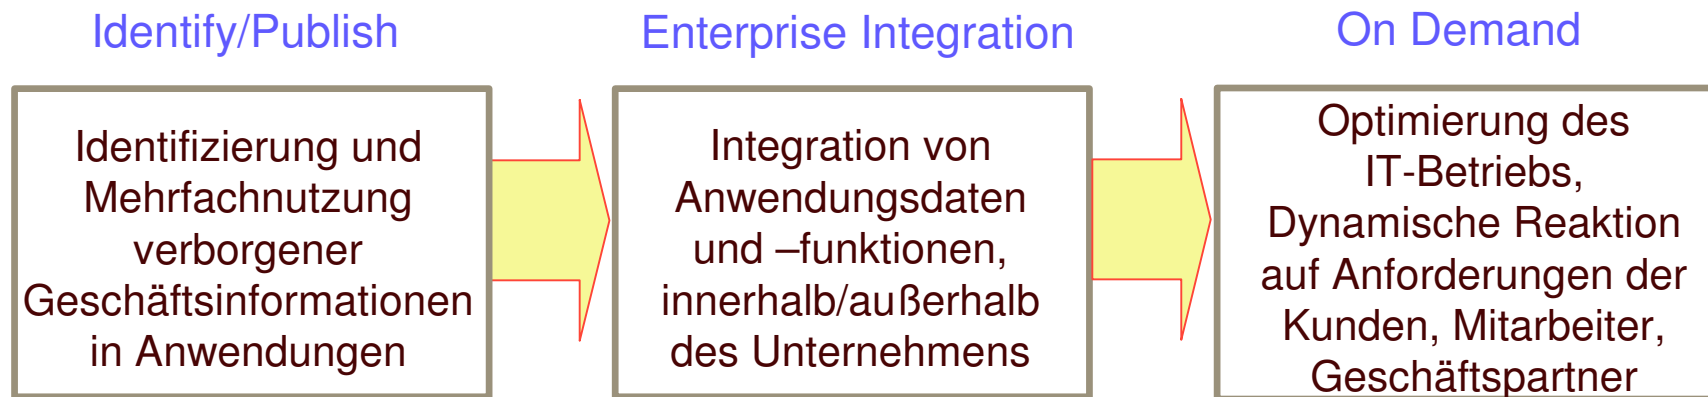 Identify/Publish
Identifizierung und
Mehrfachnutzung
verborgener
Geschäftsinformationen
in Anwendungen
Enterprise Integration
Integration von
Anwendungsdaten
und –funktionen,
innerhalb/außerhalb
des Unternehmens
On Demand
Optimierung des
IT-Betriebs,
Dynamische Reaktion
auf Anforderungen der
Kunden, Mitarbeiter,
Geschäftspartner